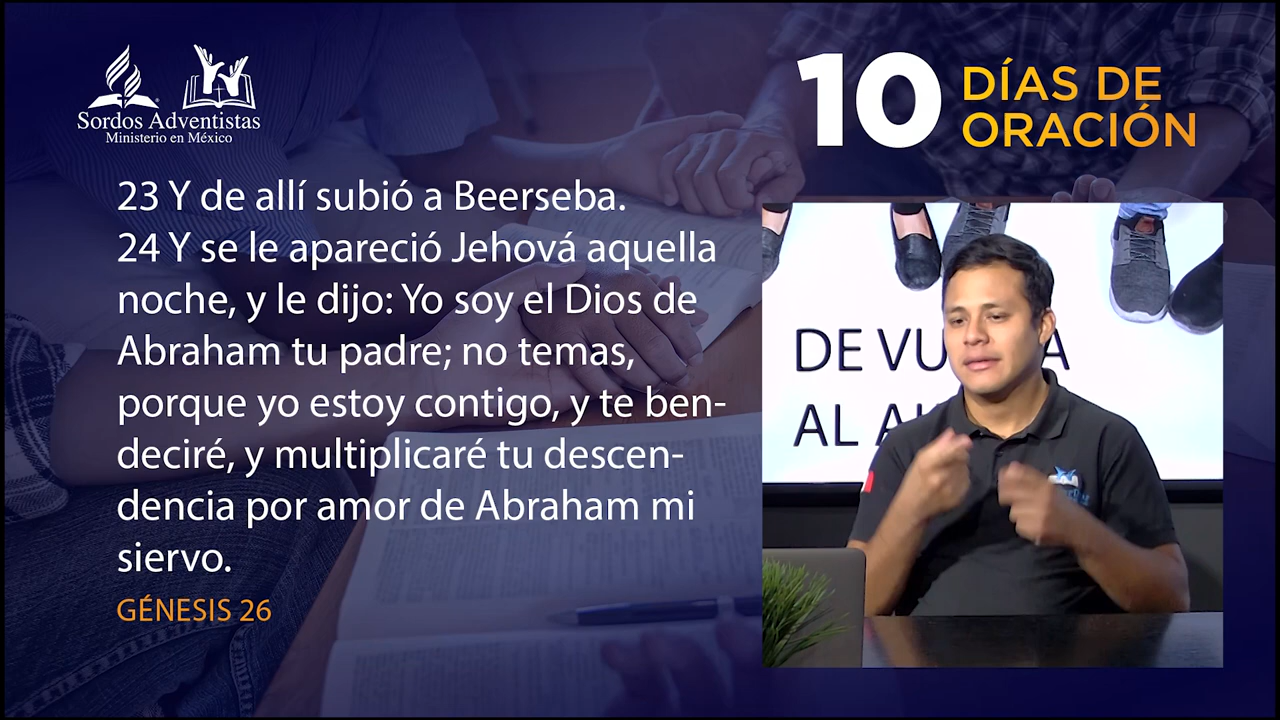 Sordos Adventistas
Ministerio en México
10 DÍAS DE
ORACIÓN
23 Y de allí subió a Beerseba.
24 Y se le apareció Jehová aquella
noche, y le dijo: Yo soy el Dios de
Abraham tu padre; no temas,
porque yo estoy contigo, y te ben-
deciré, y multiplicaré tu descen-
dencia por amor de Abraham mi
siervo.
GÉNESIS 26
DE
AL